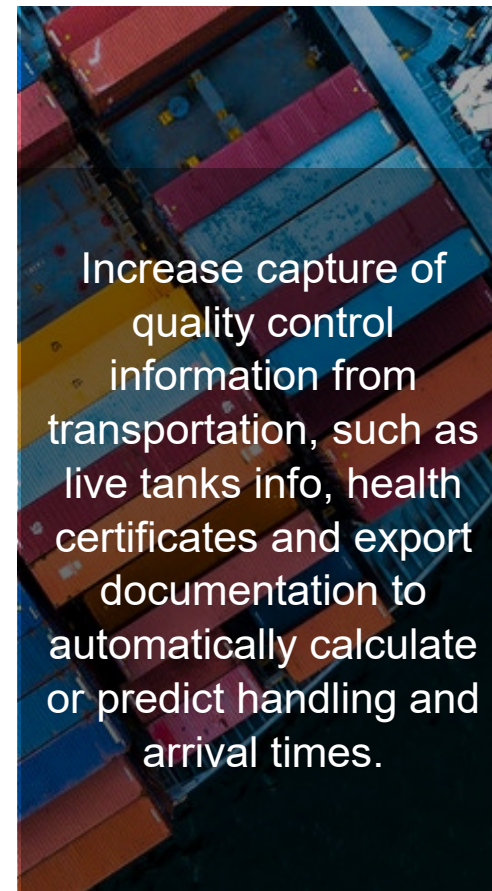 Increase capture of
quality control
information from
transportation, such as
live tanks info, health
certificates and export
documentation to
automatically calculate
or predict handling and
arrival times.